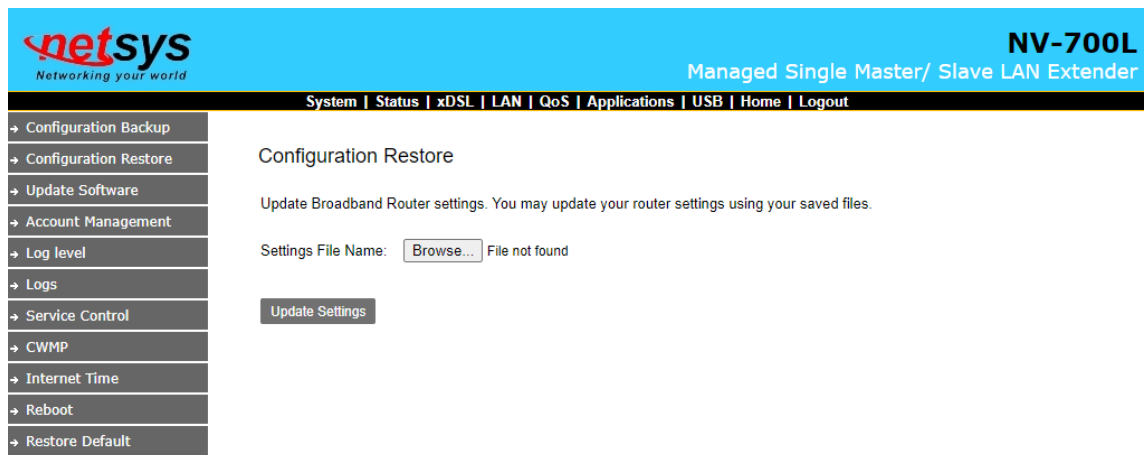 netsys
Networking your world
NV-700L
Managed Single Master/ Slave LAN Extender
System | Status | xDSL | LAN | QoS | Applications | USB | Home | Logout
Configuration Backup
Configuration Restore
Update Software
Account Management
Log level
Logs
Service Control
CWMP
Internet Time
Reboot
Restore Default
Configuration Restore
Update Broadband Router settings. You may update your router settings using your saved files.
Settings File Name: Browse... File not found
Update Settings